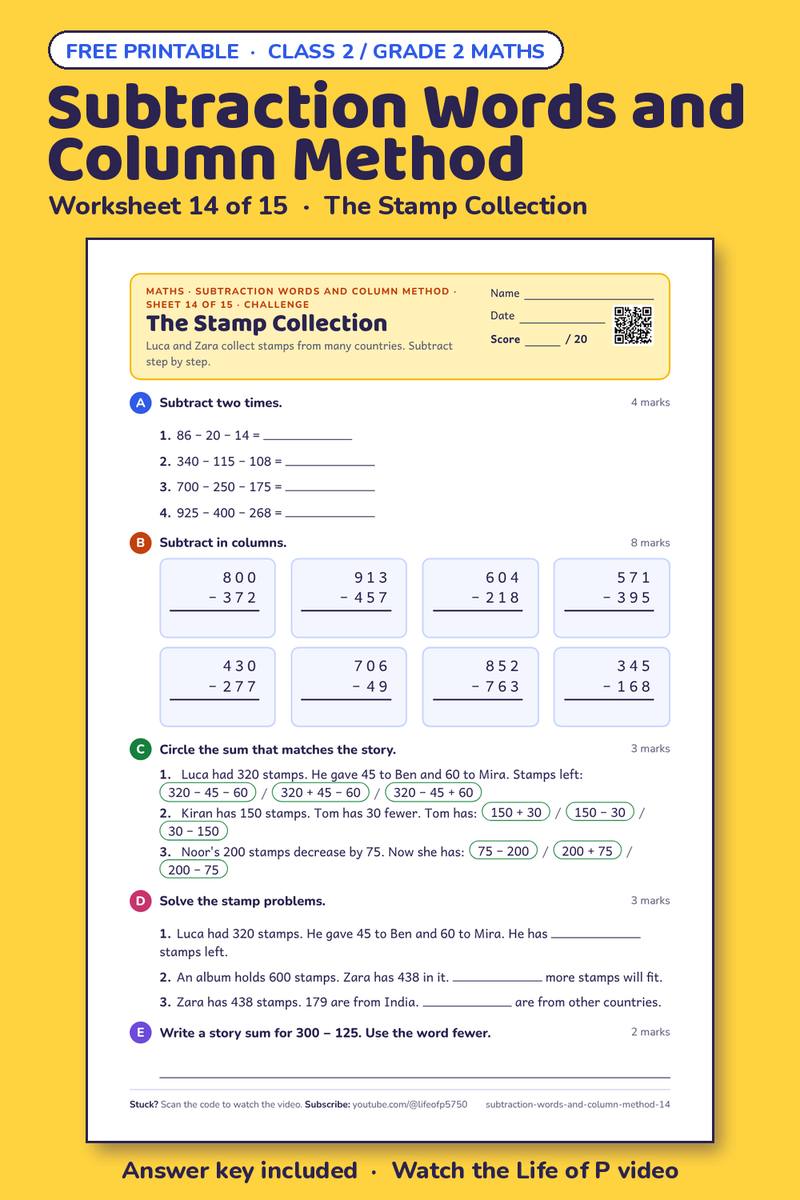 FREE PRINTABLE · CLASS 2 / GRADE 2 MATHS
Subtraction Words and
Column Method
Worksheet 14 of 15 · The Stamp Collection
MATHS · SUBTRACTION WORDS AND COLUMN METHOD ·
SHEET 14 OF 15 · CHALLENGE
The Stamp Collection
Luca and Zara collect stamps from many countries. Subtract
step by step.
Name ____________
Date ____________
Score _____ / 20
A Subtract two times. 4 marks
1. 86 − 20 − 14 = ____________
2. 340 − 115 − 108 = ____________
3. 700 − 250 − 175 = ____________
4. 925 − 400 − 268 = ____________
B Subtract in columns. 8 marks
800 913 604 571
− 372 − 457 − 218 − 395
430 706 852 345
− 277 − 49 − 763 − 168
C Circle the sum that matches the story. 3 marks
1. Luca had 320 stamps. He gave 45 to Ben and 60 to Mira. Stamps left:
320 − 45 − 60 / 320 + 45 − 60 / 320 − 45 + 60
2. Kiran has 150 stamps. Tom has 30 fewer. Tom has: 150 + 30 / 150 − 30 /
30 − 150
3. Noor's 200 stamps decrease by 75. Now she has: 75 − 200 / 200 + 75 /
200 − 75
D Solve the stamp problems. 3 marks
1. Luca had 320 stamps. He gave 45 to Ben and 60 to Mira. He has ____________
stamps left.
2. An album holds 600 stamps. Zara has 438 in it. ____________ more stamps will fit.
3. Zara has 438 stamps. 179 are from India. ____________ are from other countries.
E Write a story sum for 300 − 125. Use the word fewer. 2 marks
Stuck? Scan the code to watch the video. Subscribe: youtube.com/@lifeofp5750 subtraction-words-and-column-method-14
Answer key included · Watch the Life of P video